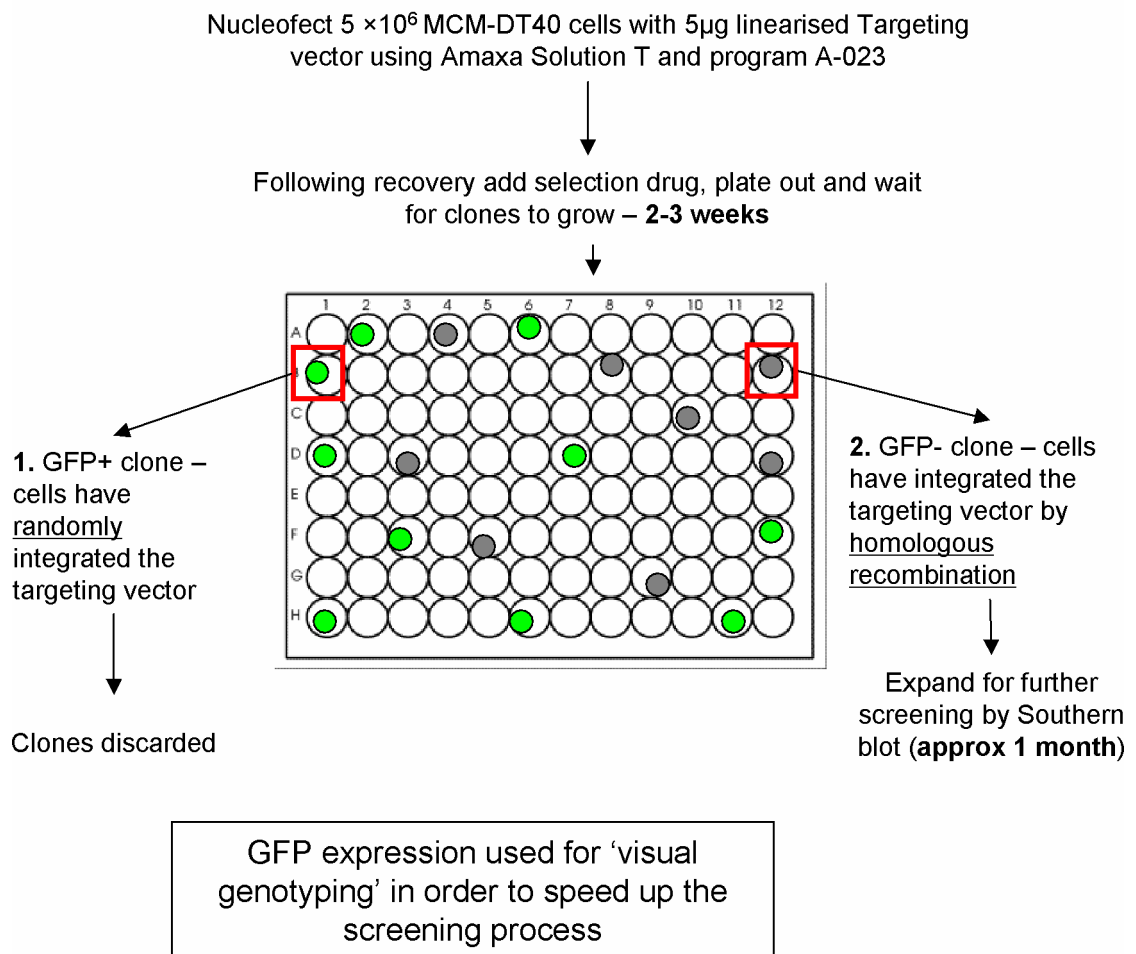 Nucleofect 5 ×10⁶ MCM-DT40 cells with 5µg linearised Targeting
vector using Amaxa Solution T and program A-023
Following recovery add selection drug, plate out and wait
for clones to grow – 2-3 weeks
1 2 3 4 5 6 7 8 9 10 11 12
A
B
C
D
E
F
G
H
1. GFP+ clone –
cells have
randomly
integrated the
targeting vector
Clones discarded
2. GFP- clone – cells
have integrated the
targeting vector by
homologous
recombination
Expand for further
screening by Southern
blot (approx 1 month)
GFP expression used for ‘visual
genotyping’ in order to speed up the
screening process